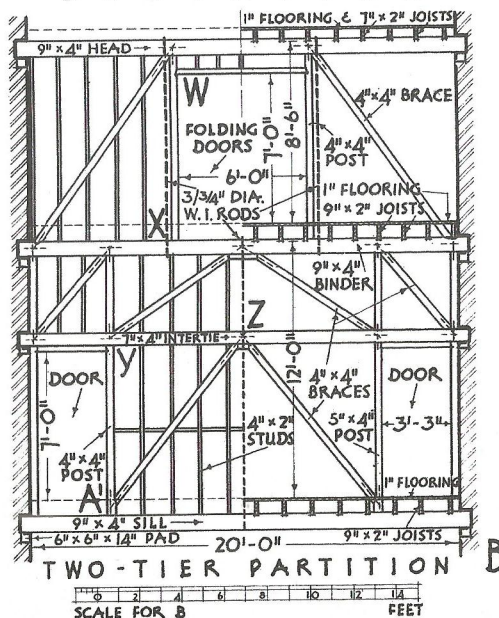 1" FLOORING & 7" × 2" JOISTS
9" × 4" HEAD
W
4" × 4" BRACE
FOLDING
DOORS
7'-0"
8'-6"
4" × 4"
POST
6'-0"
3/3/4" DIA.
W. I. RODS
1" FLOORING
9" × 2" JOISTS
X
9" × 4"
BINDER
Z
7" × 4" INTERTIE
Y
12'-0"
DOOR
7'-0"
4" × 4"
BRACES
DOOR
3'-3"
4" × 2"
STUDS
5" × 4"
POST
4" × 4"
POST
A'
1" FLOORING
9" × 4" SILL
6" × 6" × 1/4" PAD
9" × 2" JOISTS
20'-0"
TWO-TIER PARTITION B
0 2 4 6 8 10 12 14
SCALE FOR B FEET